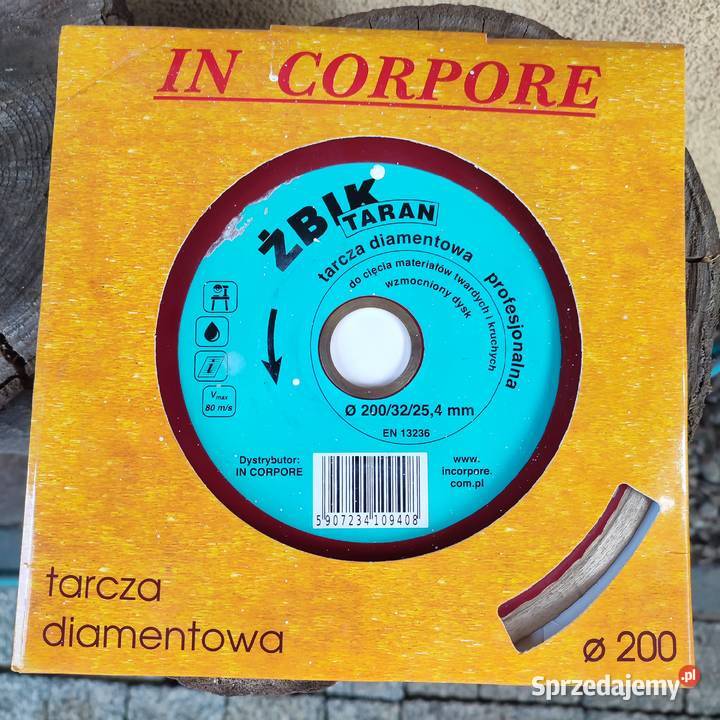 IN CORPORE
ŻBIK
TARAN
tarcza diamentowa
profesjonalna
do cięcia materiałów twardych i kruchych
wzmocniony dysk
Vmax
80 m/s
Ø 200/32/25,4 mm
EN 13236
Dystrybutor:
IN CORPORE
www.
incorpore.
com.pl
5907234109408
tarcza
diamentowa
ø 200
Sprzedajemy.pl